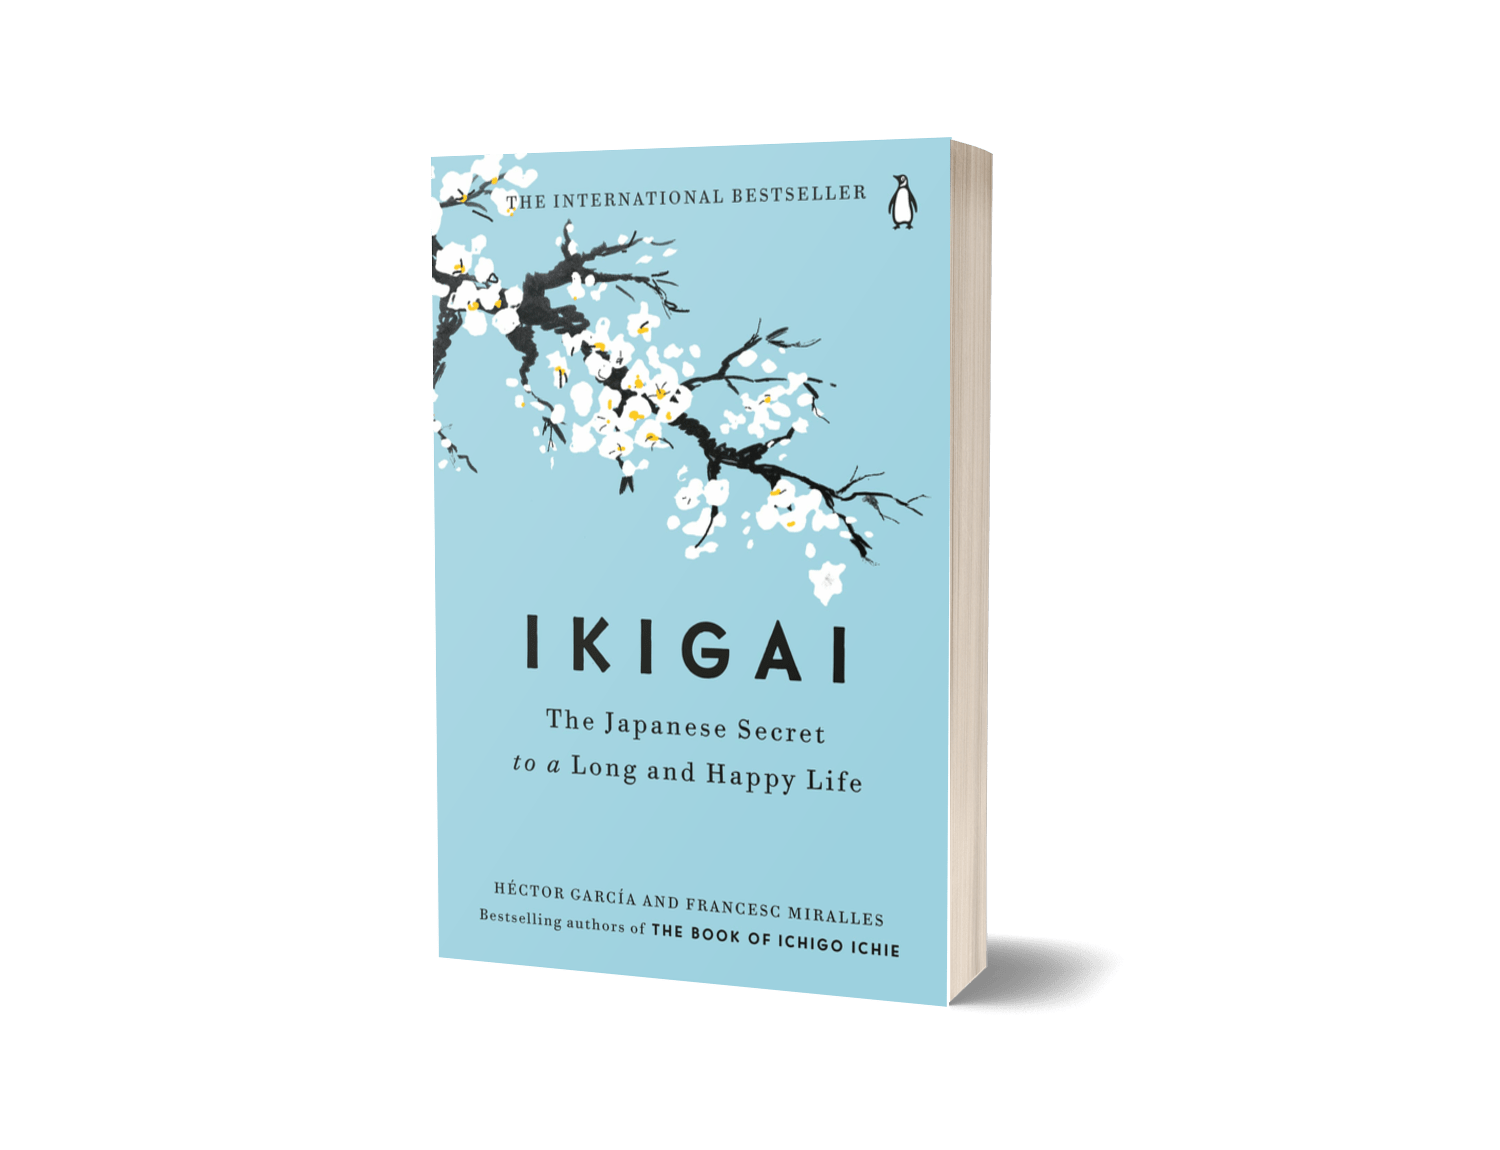 THE INTERNATIONAL BESTSELLER
IKIGAI
The Japanese Secret
to a Long and Happy Life
HÉCTOR GARCÍA AND FRANCESC MIRALLES
Bestselling authors of THE BOOK OF ICHIGO ICHIE